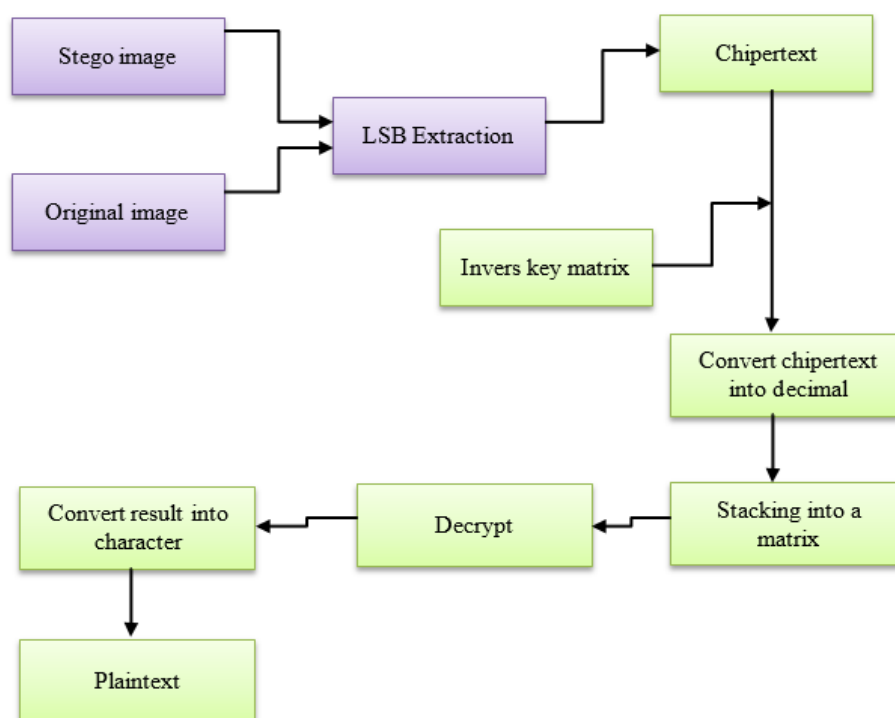 Stego image
Chipertext
LSB Extraction
Original image
Invers key matrix
Convert chipertext
into decimal
Convert result into
character
Decrypt
Stacking into a
matrix
Plaintext